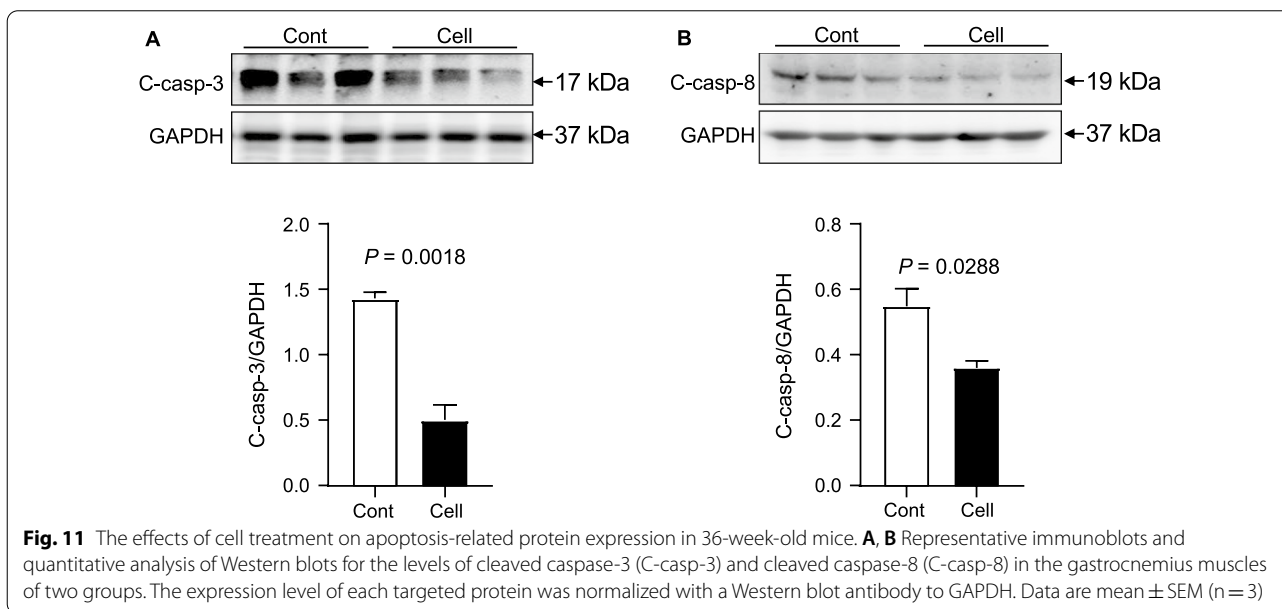 A
Cont Cell
C-casp-3
17 kDa
GAPDH
37 kDa
2.0
1.5
1.0
0.5
0.0
C-casp-3/GAPDH
P = 0.0018
Cont Cell
B
Cont Cell
C-casp-8
19 kDa
GAPDH
37 kDa
0.8
0.6
0.4
0.2
0.0
C-casp-8/GAPDH
P = 0.0288
Cont Cell
Fig. 11 The effects of cell treatment on apoptosis-related protein expression in 36-week-old mice. A, B Representative immunoblots and
quantitative analysis of Western blots for the levels of cleaved caspase-3 (C-casp-3) and cleaved caspase-8 (C-casp-8) in the gastrocnemius muscles
of two groups. The expression level of each targeted protein was normalized with a Western blot antibody to GAPDH. Data are mean ± SEM (n = 3)